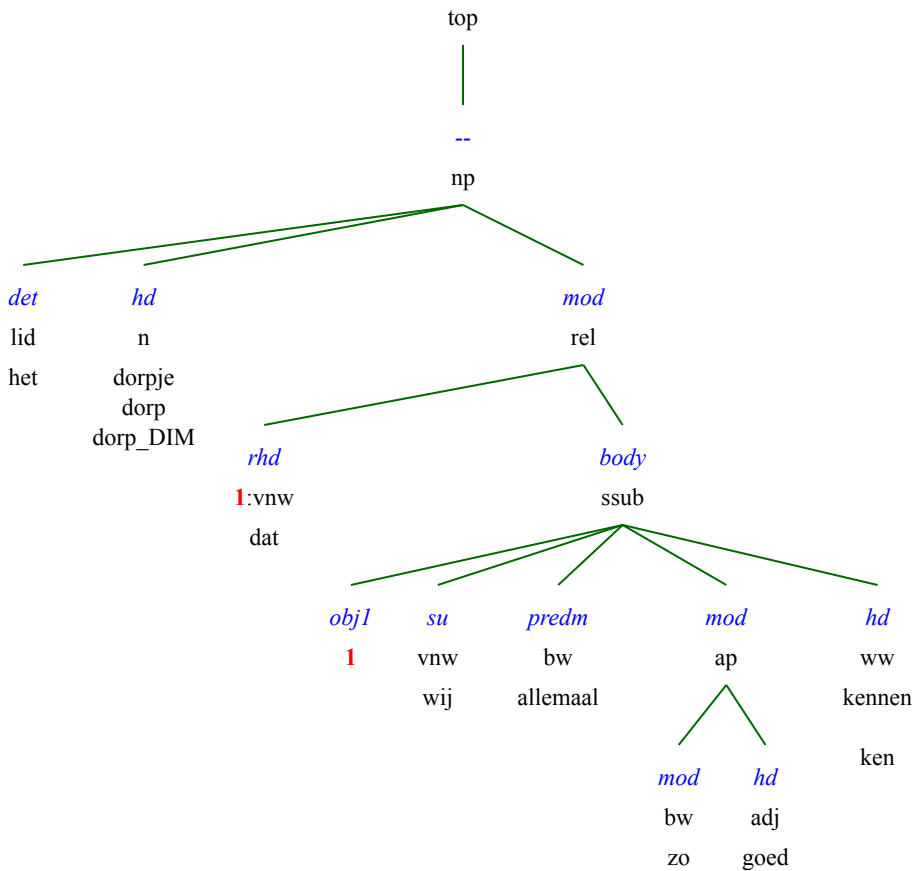 top
--
np
det hd mod
lid n rel
het dorpje
dorp
dorp_DIM
rhd body
1:vnw ssub
dat
obj1 su predm mod hd
1 vnw bw ap ww
wij allemaal kennen
ken
mod hd
bw adj
zo goed